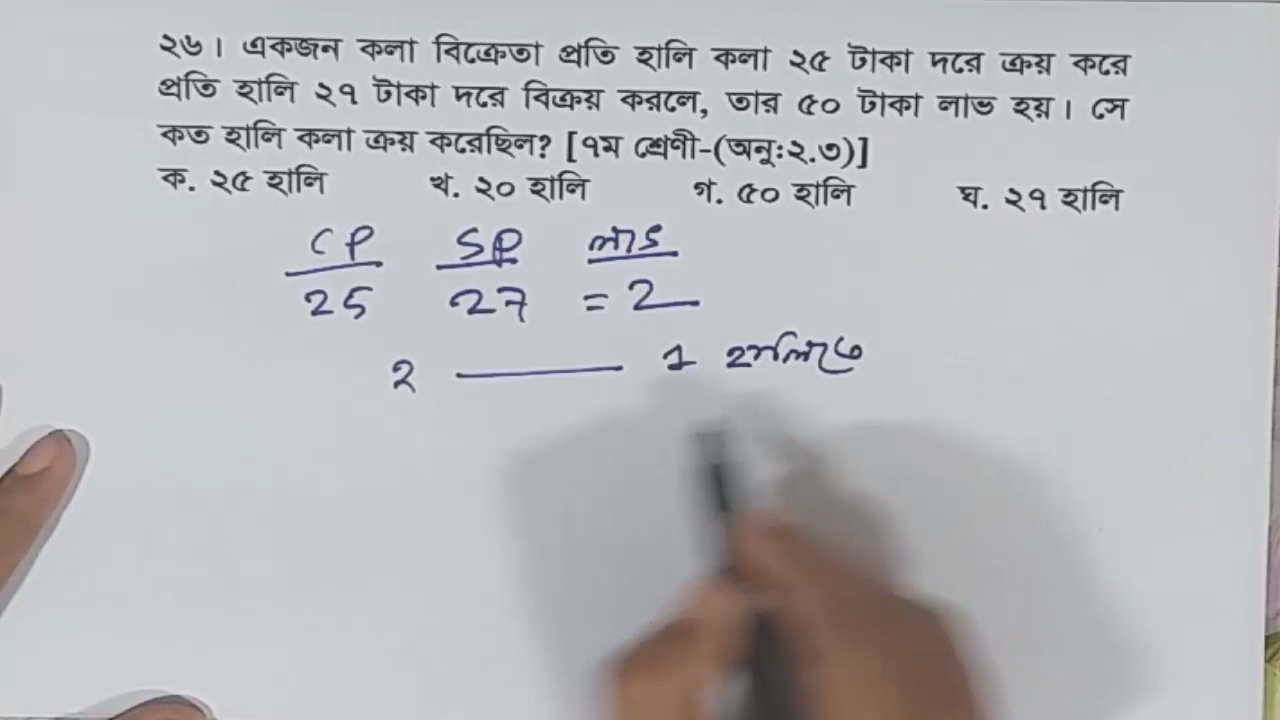 ২৬। একজন কলা বিক্রেতা প্রতি হালি কলা ২৫ টাকা দরে ক্রয় করে
প্রতি হালি ২৭ টাকা দরে বিক্রয় করলে, তার ৫০ টাকা লাভ হয়। সে
কত হালি কলা ক্রয় করেছিল? [৭ম শ্রেণী-(অনুঃ২.৩)]
ক. ২৫ হালি খ. ২০ হালি গ. ৫০ হালি ঘ. ২৭ হালি
CP SP লাভ
25 27 = 2
2 1 হালিতে